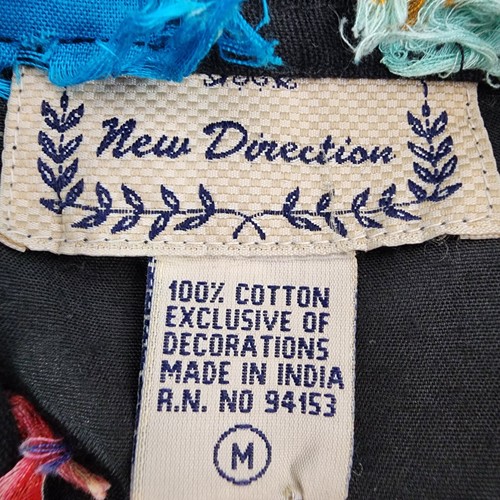 New Direction
100% COTTON
EXCLUSIVE OF
DECORATIONS
MADE IN INDIA
R.N. NO 94153
M